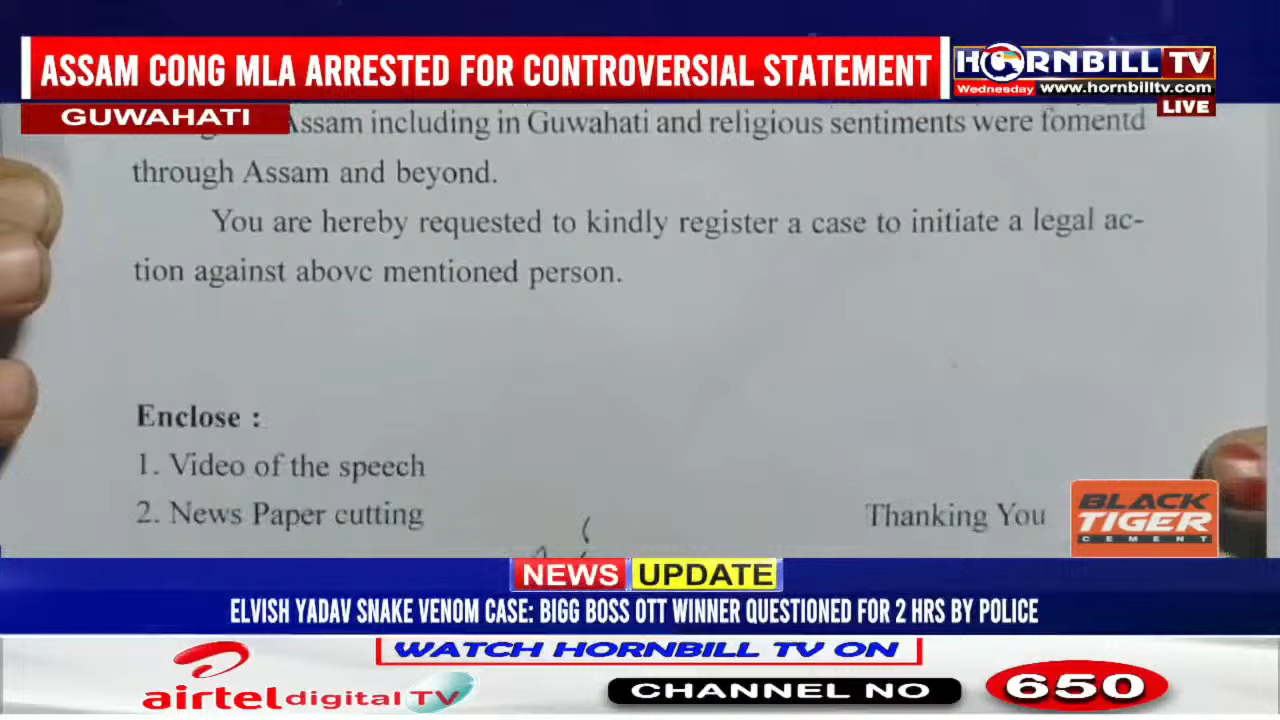 ASSAM CONG MLA ARRESTED FOR CONTROVERSIAL STATEMENT
HORNBILL TV
Wednesday www.hornbilltv.com
LIVE
GUWAHATI
Assam including in Guwahati and religious sentiments were fomentd
through Assam and beyond.
You are hereby requested to kindly register a case to initiate a legal ac-
tion against above mentioned person.
Enclose :
1. Video of the speech
2. News Paper cutting
Thanking You
BLACK
TIGER
CEMENT
NEWS UPDATE
ELVISH YADAV SNAKE VENOM CASE: BIGG BOSS OTT WINNER QUESTIONED FOR 2 HRS BY POLICE
WATCH HORNBILL TV ON
airtel digital TV
CHANNEL NO 650